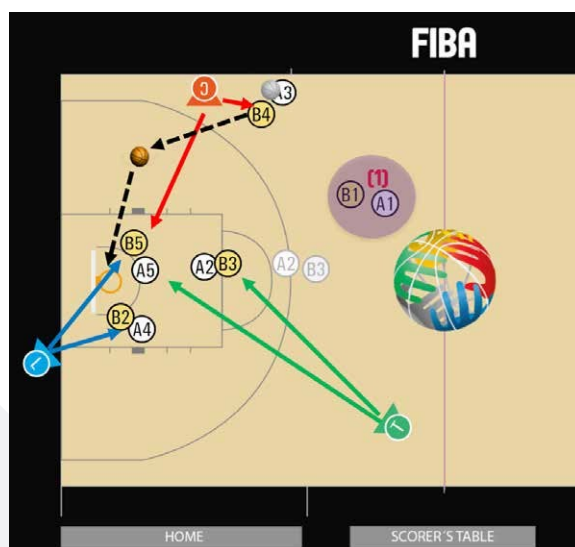 FIBA
C
A3
B4
(1)
B1
A1
B5
A5
A2
B3
A2
B3
B2
A4
L
T
HOME
SCORER´S TABLE